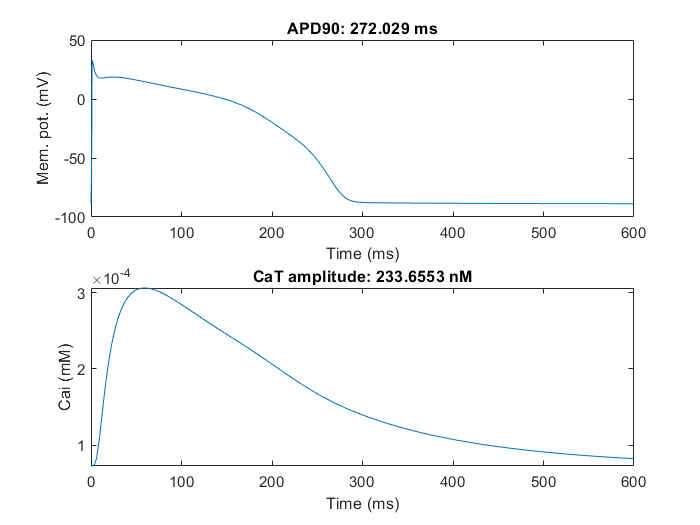 APD90: 272.029 ms
50
0
-50
-100
Mem. pot. (mV)
0 100 200 300 400 500 600
Time (ms)
×10⁻⁴
CaT amplitude: 233.6553 nM
3
2
1
Cai (mM)
0 100 200 300 400 500 600
Time (ms)